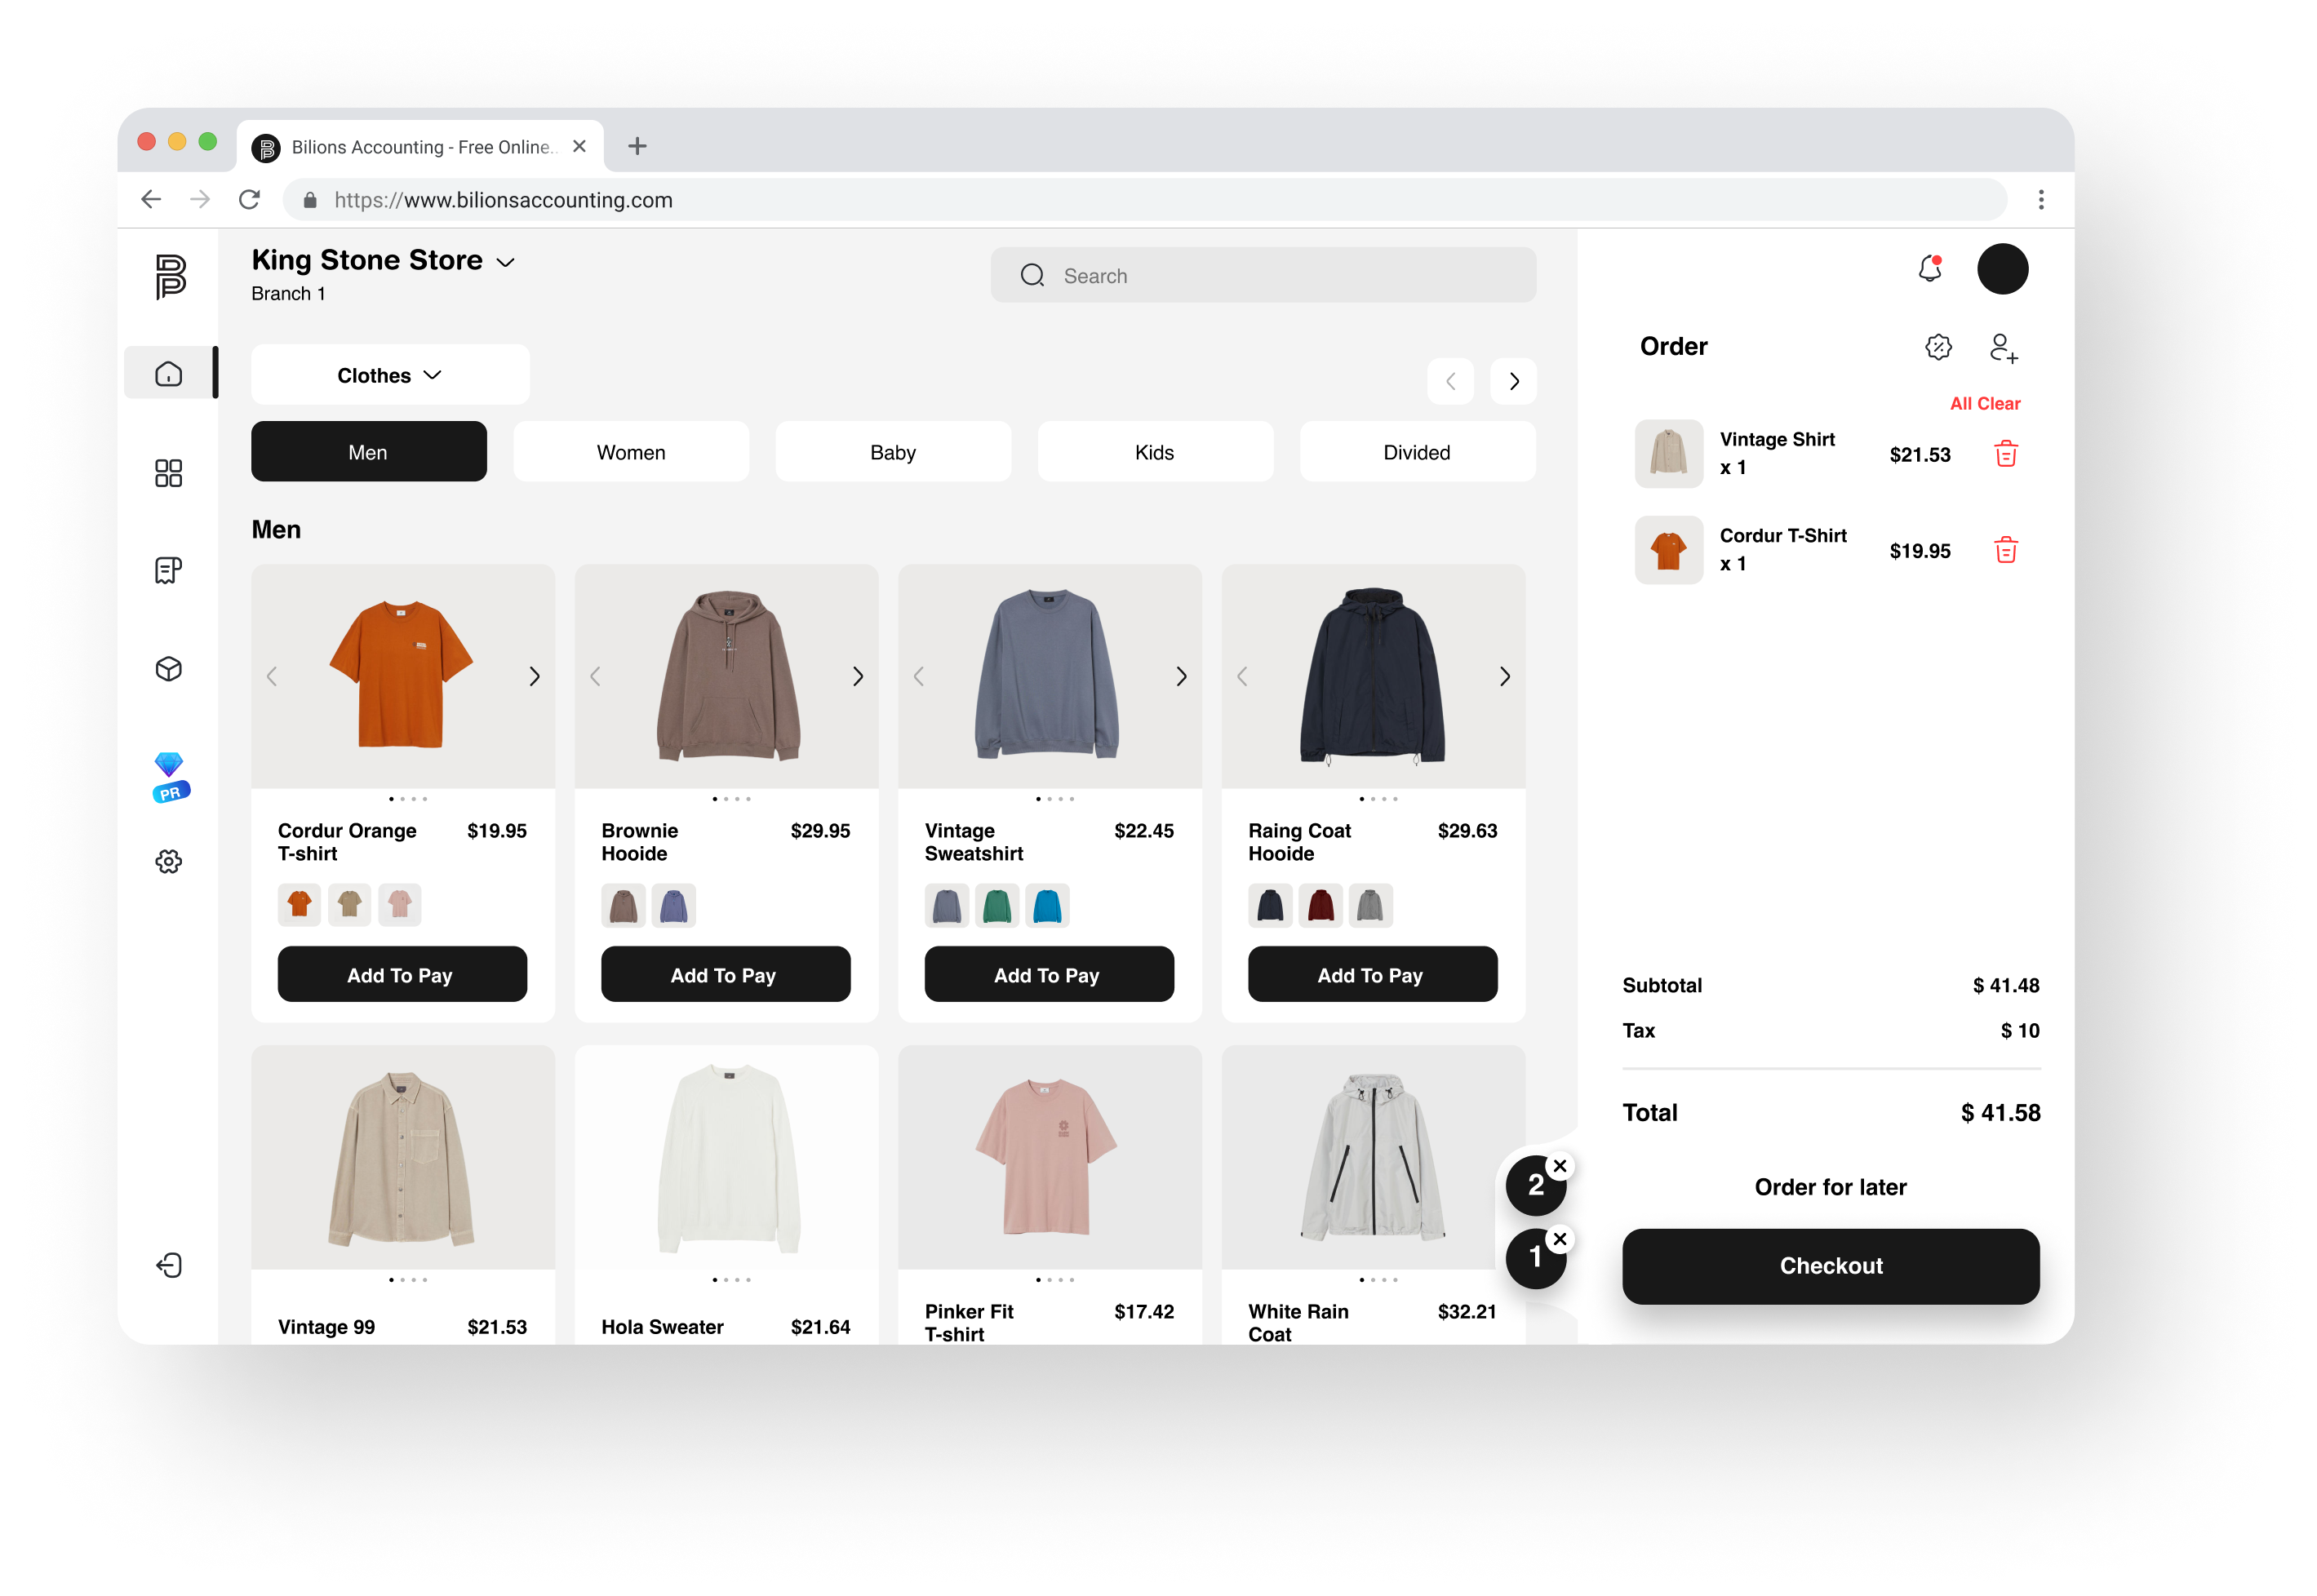 Bilions Accounting - Free Online..
https://www.bilionsaccounting.com
King Stone Store
Branch 1
Search
Clothes
Men
Women
Baby
Kids
Divided
Men
Cordur Orange
T-shirt
$19.95
Brownie
Hooide
$29.95
Vintage
Sweatshirt
$22.45
Raing Coat
Hooide
$29.63
Add To Pay
Add To Pay
Add To Pay
Add To Pay
Vintage 99
$21.53
Hola Sweater
$21.64
Pinker Fit
T-shirt
$17.42
White Rain
Coat
$32.21
PR
2
1
Order
All Clear
Vintage Shirt
x 1
$21.53
Cordur T-Shirt
x 1
$19.95
Subtotal
$ 41.48
Tax
$ 10
Total
$ 41.58
Order for later
Checkout